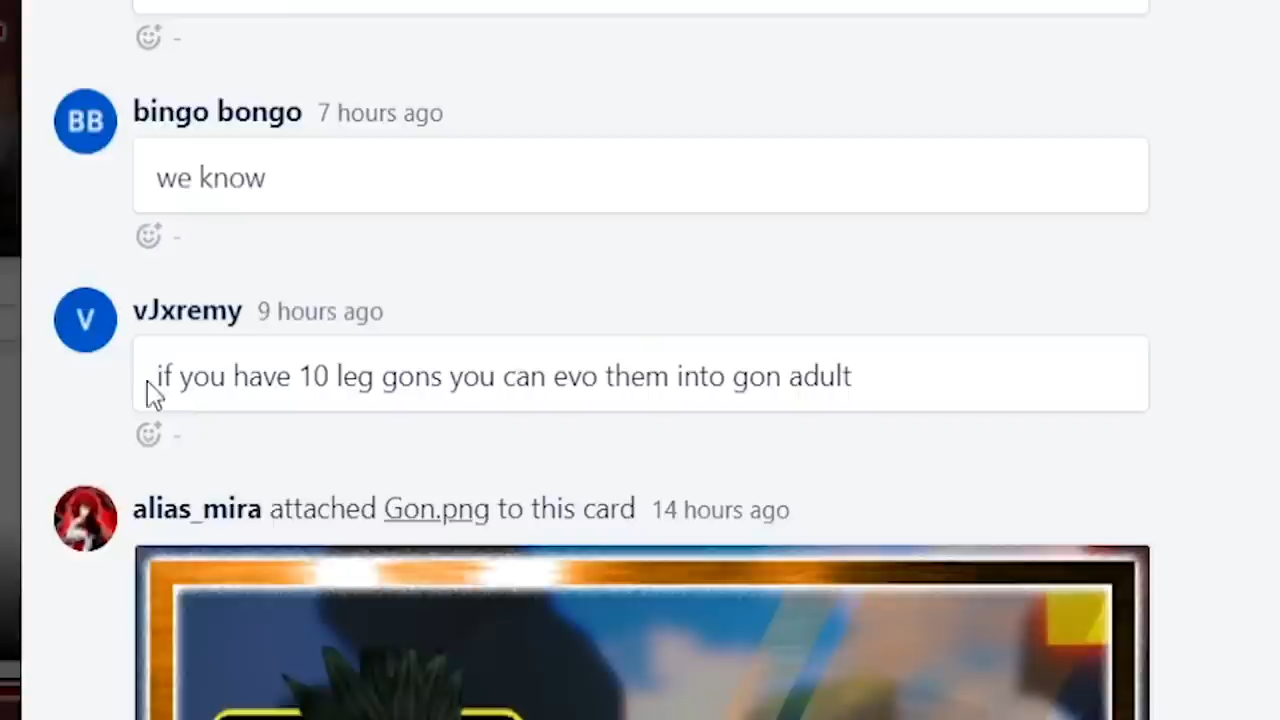 -
BB
bingo bongo 7 hours ago
we know
-
V
vJxremy 9 hours ago
if you have 10 leg gons you can evo them into gon adult
-
alias_mira attached Gon.png to this card 14 hours ago